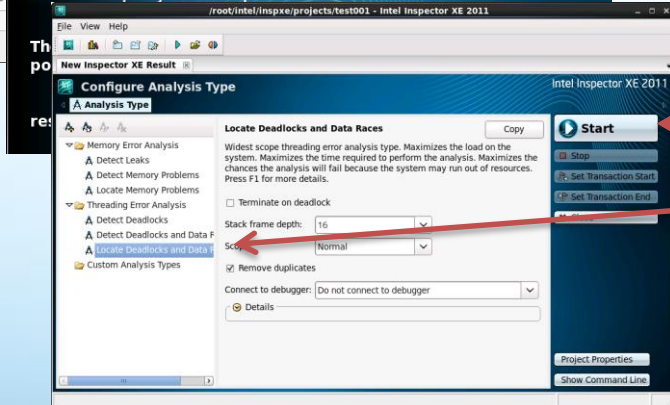 /root/intel/inspxe/projects/test001 - Intel Inspector XE 2011
File View Help
Th
po
res
New Inspector XE Result
Configure Analysis Type
Intel Inspector XE 2011
Analysis Type
Memory Error Analysis
Detect Leaks
Detect Memory Problems
Locate Memory Problems
Threading Error Analysis
Detect Deadlocks
Detect Deadlocks and Data R
Locate Deadlocks and Data
Custom Analysis Types
Locate Deadlocks and Data Races
Copy
Widest scope threading error analysis type. Maximizes the load on the
system. Maximizes the time required to perform the analysis. Maximizes the
chances the analysis will fail because the system may run out of resources.
Press F1 for more details.
Terminate on deadlock
Stack frame depth: 16
Normal
Remove duplicates
Connect to debugger: Do not connect to debugger
Details
Start
Stop
Set Transaction Start
Set Transaction End
Project Properties
Show Command Line